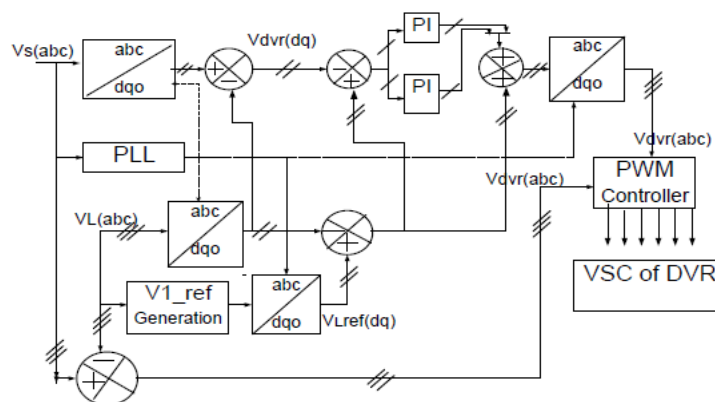 Vs(abc)
abc
dqo
Vdvr(dq)
PI
PI
abc
dqo
PLL
Vdvr(abc)
Vdvr(abc)
PWM
Controller
VL(abc)
abc
dqo
V1_ref
Generation
abc
dqo
VLref(dq)
VSC of DVR